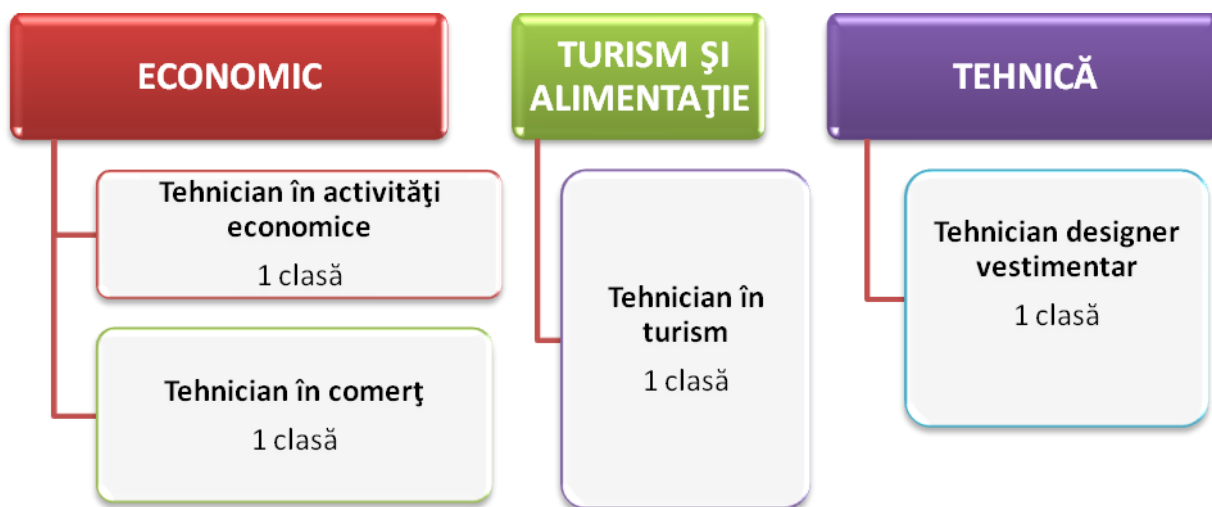 ECONOMIC
Tehnician în activităţi
economice
1 clasă
Tehnician în comerţ
1 clasă
TURISM ŞI
ALIMENTAŢIE
Tehnician în
turism
1 clasă
TEHNICĂ
Tehnician designer
vestimentar
1 clasă